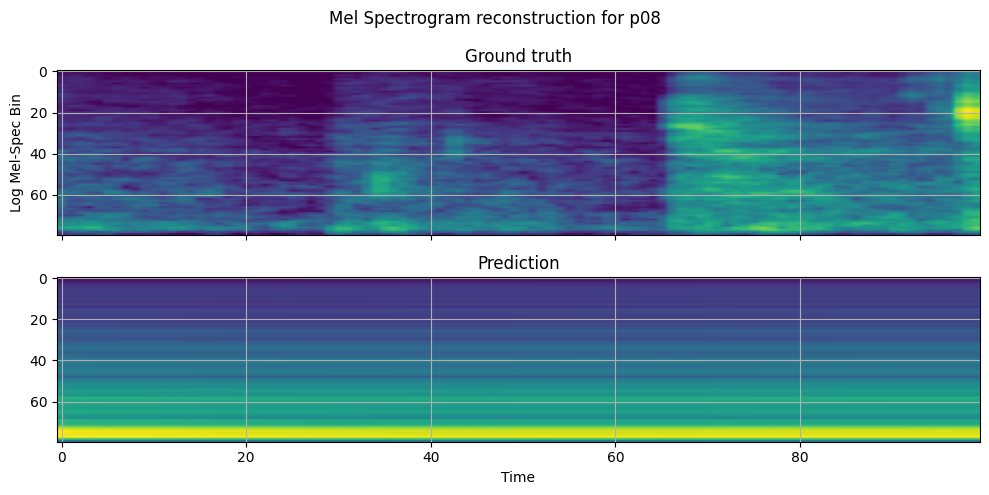 Mel Spectrogram reconstruction for p08
Ground truth
0
20
40
60
Log Mel-Spec Bin
Prediction
0
20
40
60
0 20 40 60 80
Time